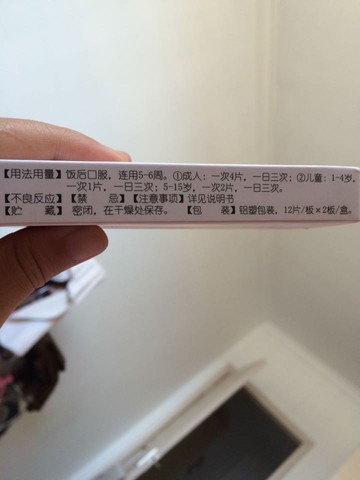 【用法用量】饭后口服，连用5-6周。①成人：一次4片，一日三次；②儿童：1-4岁，
一次1片，一日三次；5-15岁，一次2片，一日三次。
【不良反应】【禁 忌】【注意事项】详见说明书
【贮 藏】密闭，在干燥处保存。 【包 装】铝塑包装，12片/板×2板/盒。